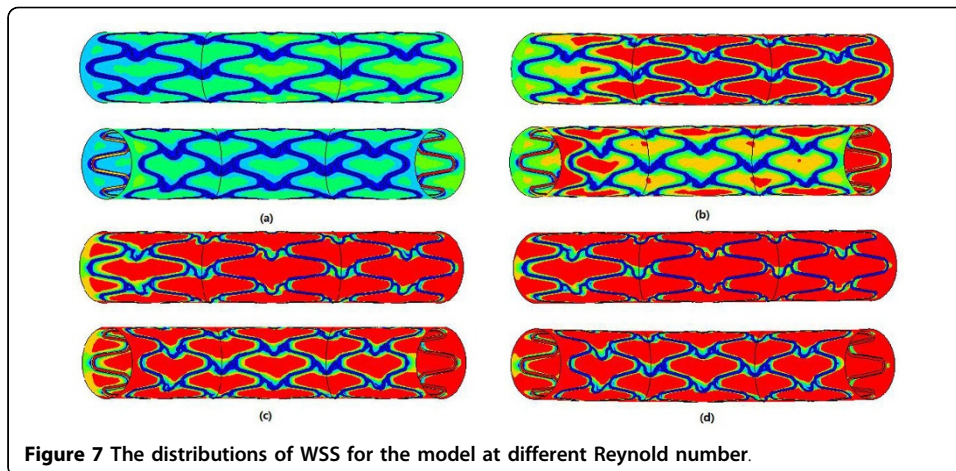 (a)
(b)
(c)
(d)
Figure 7 The distributions of WSS for the model at different Reynold number.